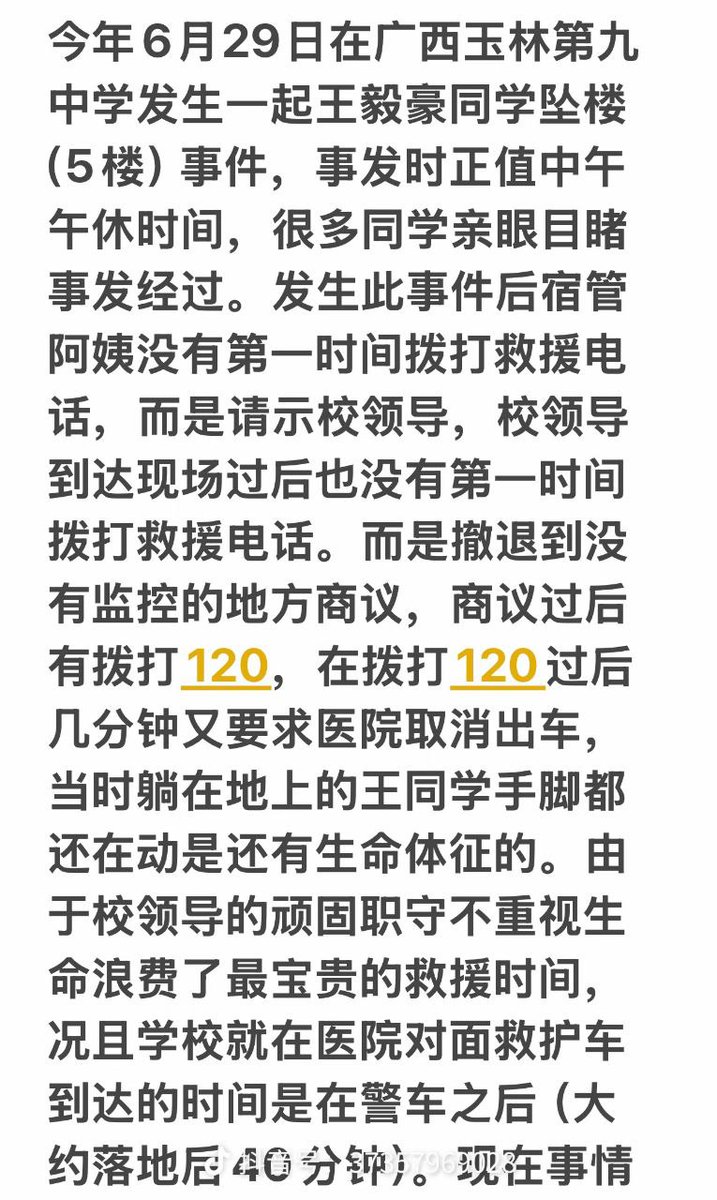 今年6月29日在广西玉林第九
中学发生一起王毅豪同学坠楼
(5楼) 事件，事发时正值中午
午休时间，很多同学亲眼目睹
事发经过。发生此事件后宿管
阿姨没有第一时间拨打救援电
话，而是请示校领导，校领导
到达现场过后也没有第一时间
拨打救援电话。而是撤退到没
有监控的地方商议，商议过后
有拨打120，在拨打120过后
几分钟又要求医院取消出车，
当时躺在地上的王同学手脚都
还在动是还有生命体征的。由
于校领导的顽固职守不重视生
命浪费了最宝贵的救援时间，
况且学校就在医院对面救护车
到达的时间是在警车之后（大
约落地后40分钟）。现在事情
抖音号